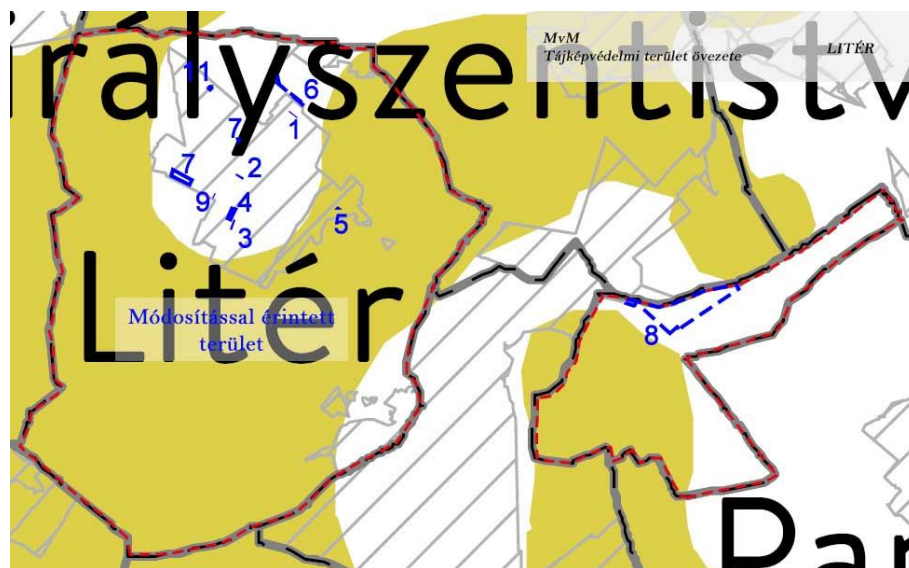 MvM
Tájképvédelmi terület övezete
LITÉR
irályszentistv
11
6
1
7
7
2
9
4
5
3
Litér
Módosítással érintett
terület
8
Par